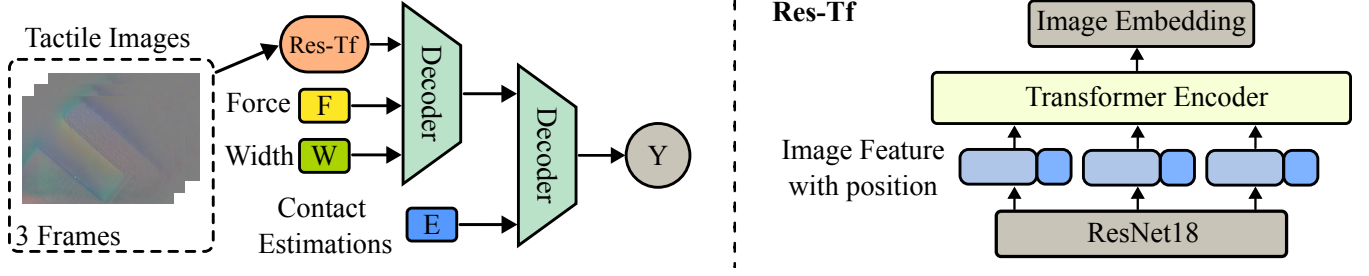 Tactile Images
3 Frames
Res-Tf
Force
F
Width
W
Contact
Estimations
E
Decoder
Decoder
Y
Res-Tf
Image Embedding
Transformer Encoder
Image Feature
with position
ResNet18